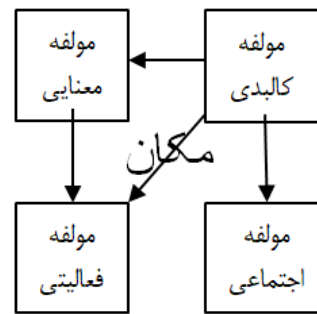 مولفه
کالبدی
مولفه
معنایی
مکان
مولفه
اجتماعی
مولفه
فعالیتی